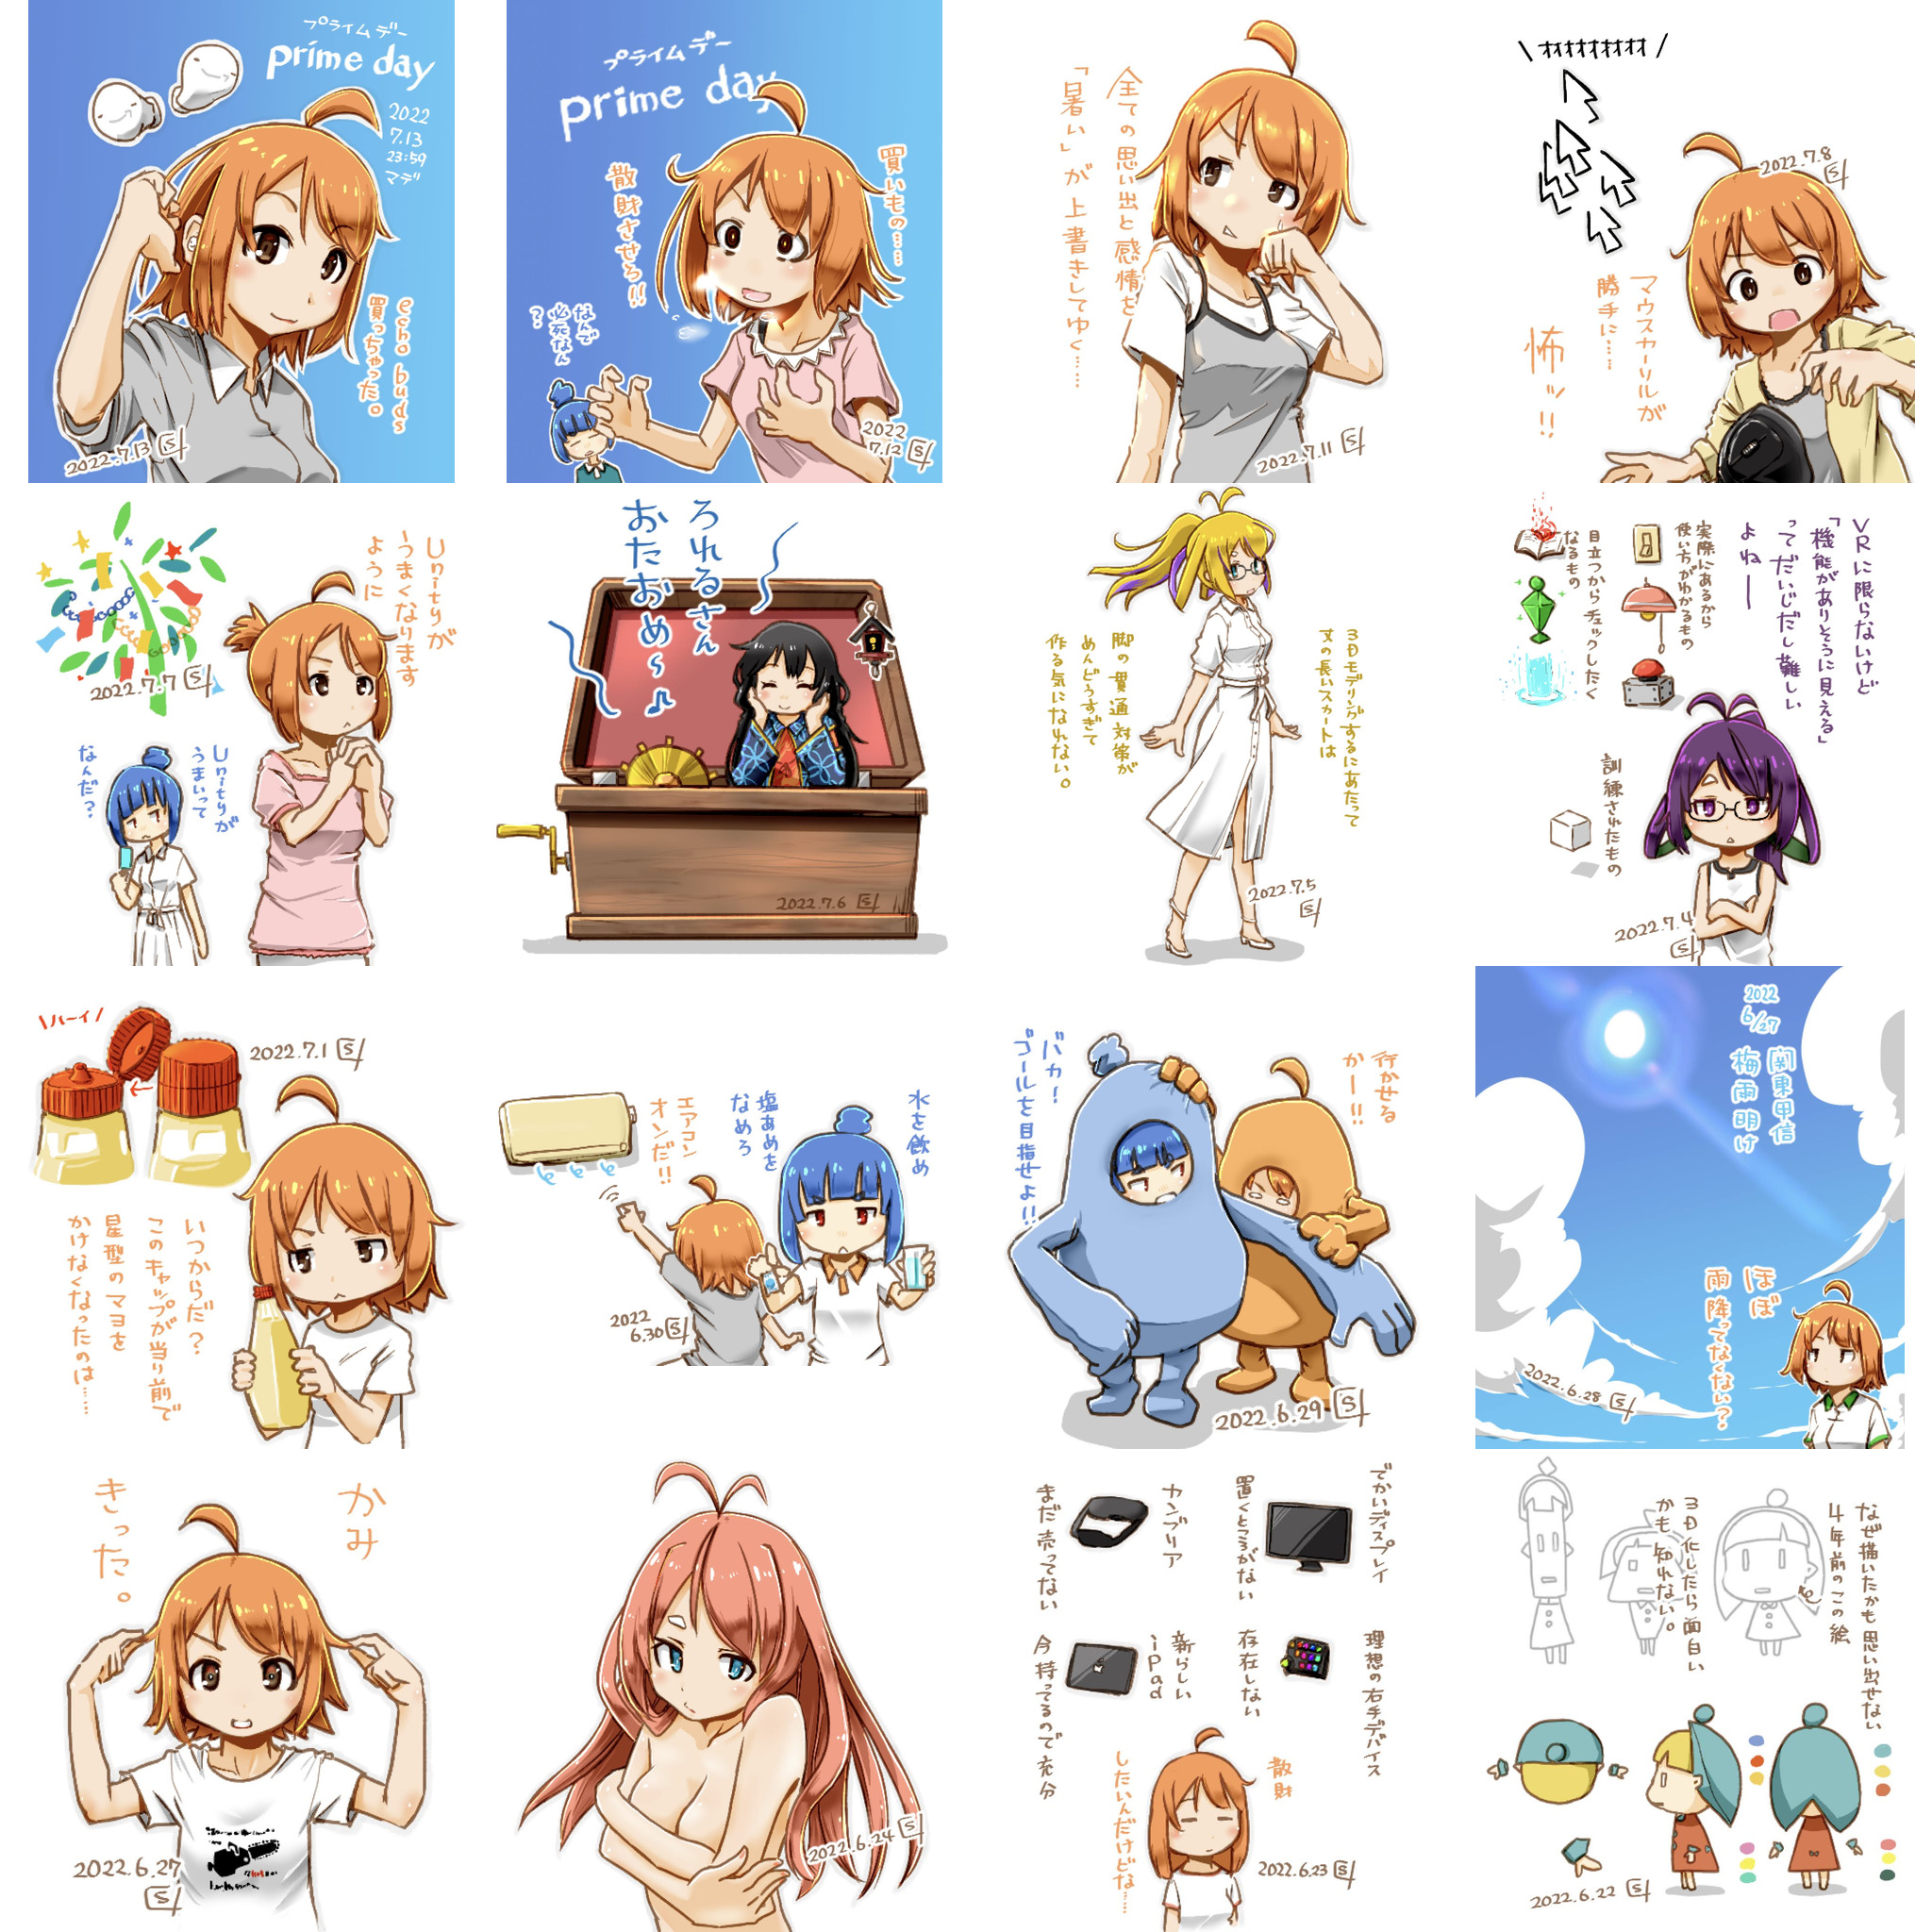 プライムデー
prime day
2022
7.13
23:59
マデ
echo buds
買っちゃった。
2022.7.13
プライムデー
prime day
買いもの……
散財させろ!!
なんで
必死なん
?
2022
7.12
全ての思い出と感情を
「暑い」が上書きしてゆく……
2022.7.11
\オオオオオオオオ/
2022.7.8
マウスカーソルが
勝手に……
怖ッ!!
Unityが
うまくなります
ように
2022.7.7
Unityが
うまいって
なんだ?
ろれるさん
おたおめ～♪
2022.7.6
3Dモデリングするにあたって
丈の長いスカートは
脚の貫通対策が
めんどうすぎて
作る気になれない。
2022.7.5
VRに限らないけど
「機能がありそうに見える」
ってだいじだし難しい
よねー
実際にあるから
使い方がわかるもの
目立つからチェックしたく
なるもの
訓練されたもの
2022.7.4
\パーイ/
2022.7.1
いつからだ?
このキャップが当り前で
星型のマヨを
かけなくなったのは……
水を飲め
塩あめを
なめろ
エアコン
オンだ!!
2022
6.30
行かせる
かー!!
バカ!
ゴールを目指せよ!!
2022.6.29
2022
6/27
関東甲信
梅雨明け
ほぼ
雨降ってなくない?
2022.6.28
かみ
きった。
2022.6.27
2022.6.24
でかいディスプレイ
置くところがない
カンブリア
まだ売ってない
理想の右手デバイス
存在しない
新らしい
iPad
今持ってるので充分
散財
したいんだけどな……
2022.6.23
なぜ描いたかも思い出せない
4年前のこの絵
3D化したら面白い
かも知れない。
2022.6.22